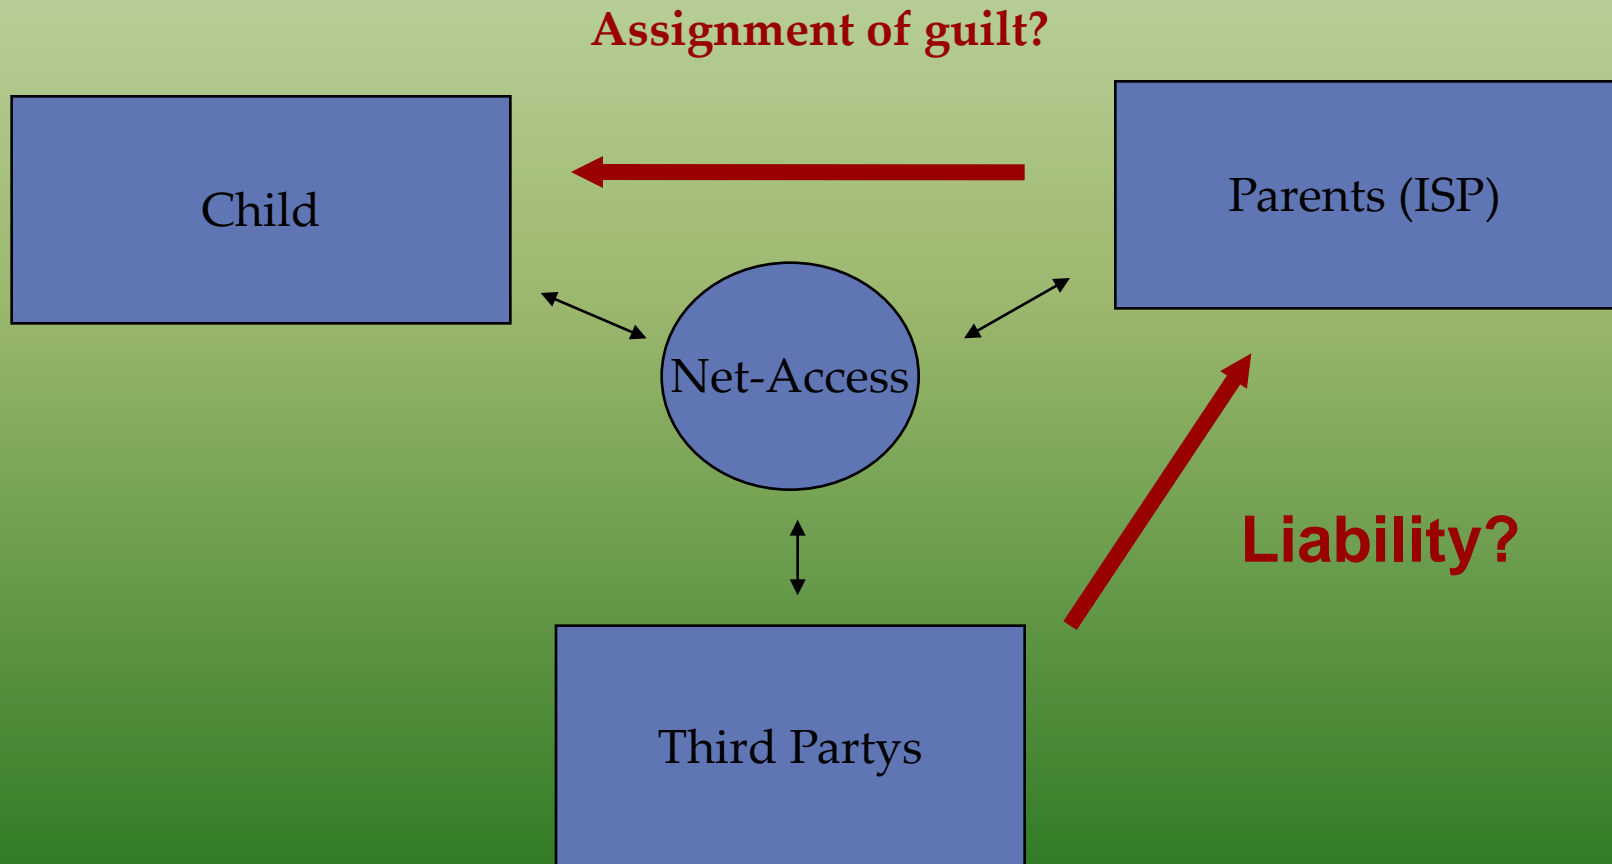 Assignment of guilt?
Child
Parents (ISP)
Net-Access
Liability?
Third Partys